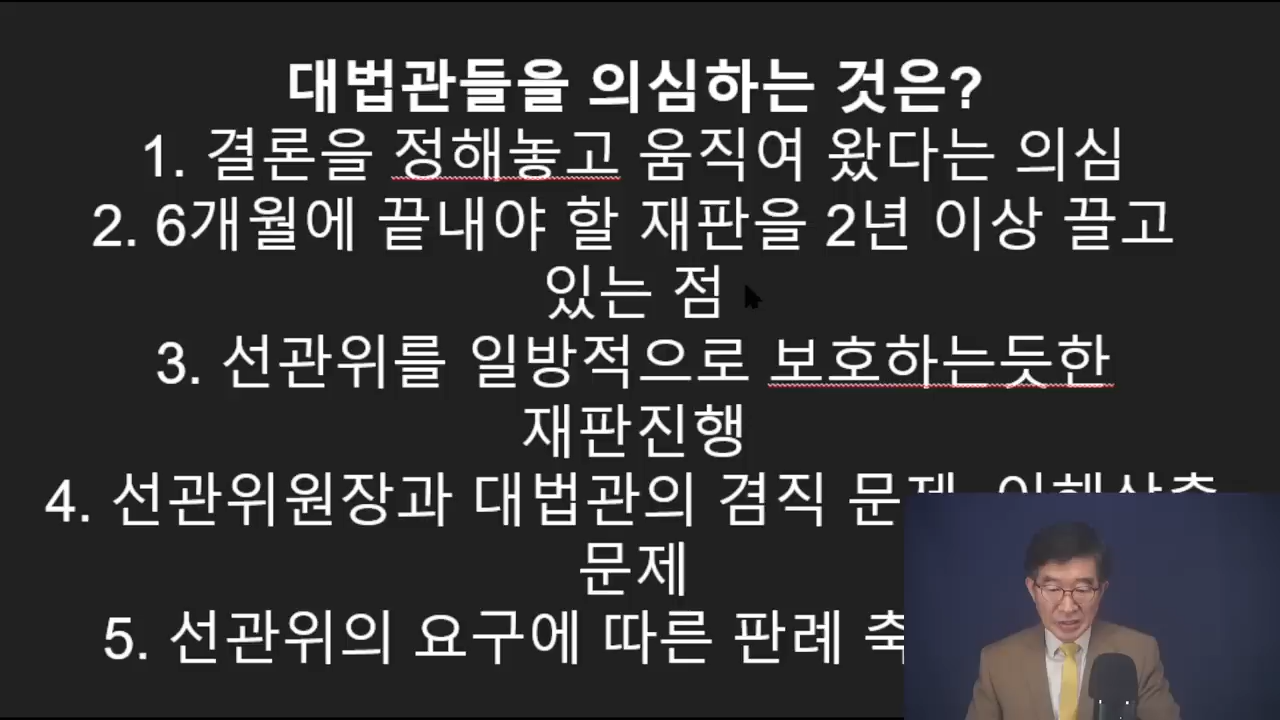 대법관들을 의심하는 것은?
1. 결론을 정해놓고 움직여 왔다는 의심
2. 6개월에 끝내야 할 재판을 2년 이상 끌고
있는 점
3. 선관위를 일방적으로 보호하는듯한
재판진행
4. 선관위원장과 대법관의 겸직 문제
문제
5. 선관위의 요구에 따른 판례